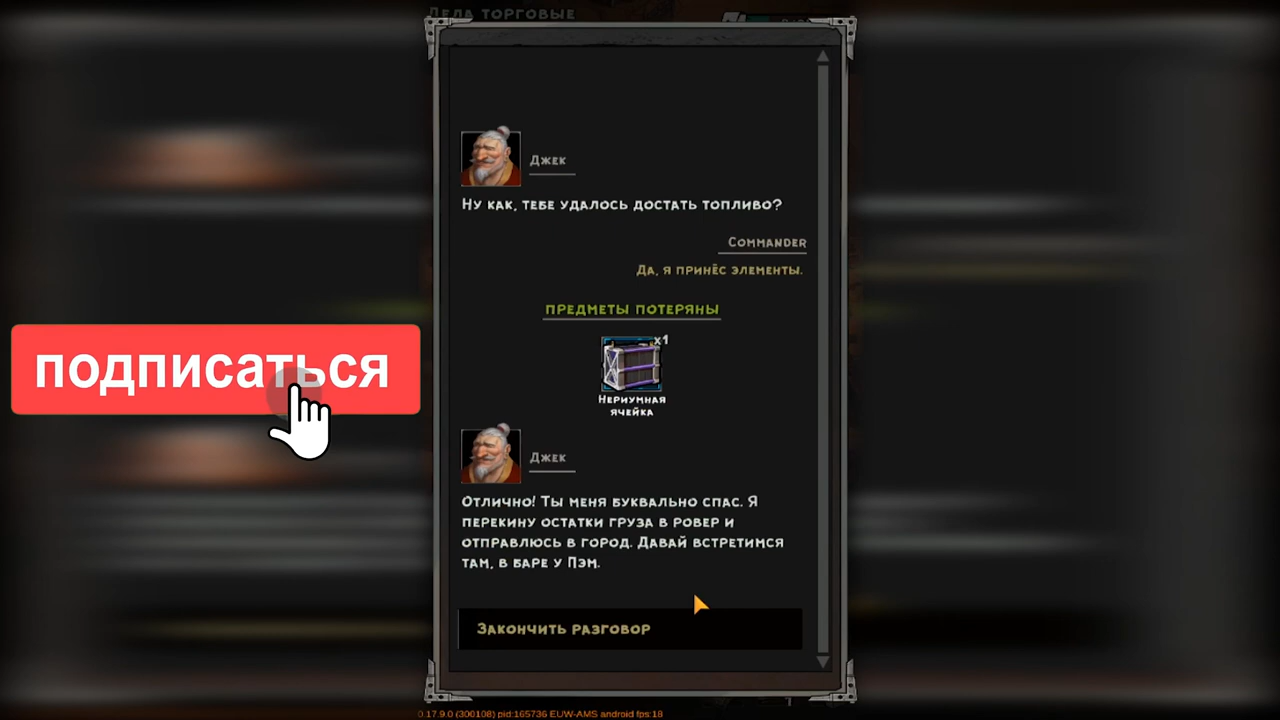 Дела торговые
Джек
Ну как, тебе удалось достать топливо?
Commander
Да, я принёс элементы.
Предметы потеряны
x1
Нериумная
ячейка
подписаться
Джек
Отлично! Ты меня буквально спас. Я
перекину остатки груза в ровер и
отправлюсь в город. Давай встретимся
там, в баре у Пэм.
Закончить разговор
0.17.9.0 (300108) pid:165736 EUW-AMS android fps:18